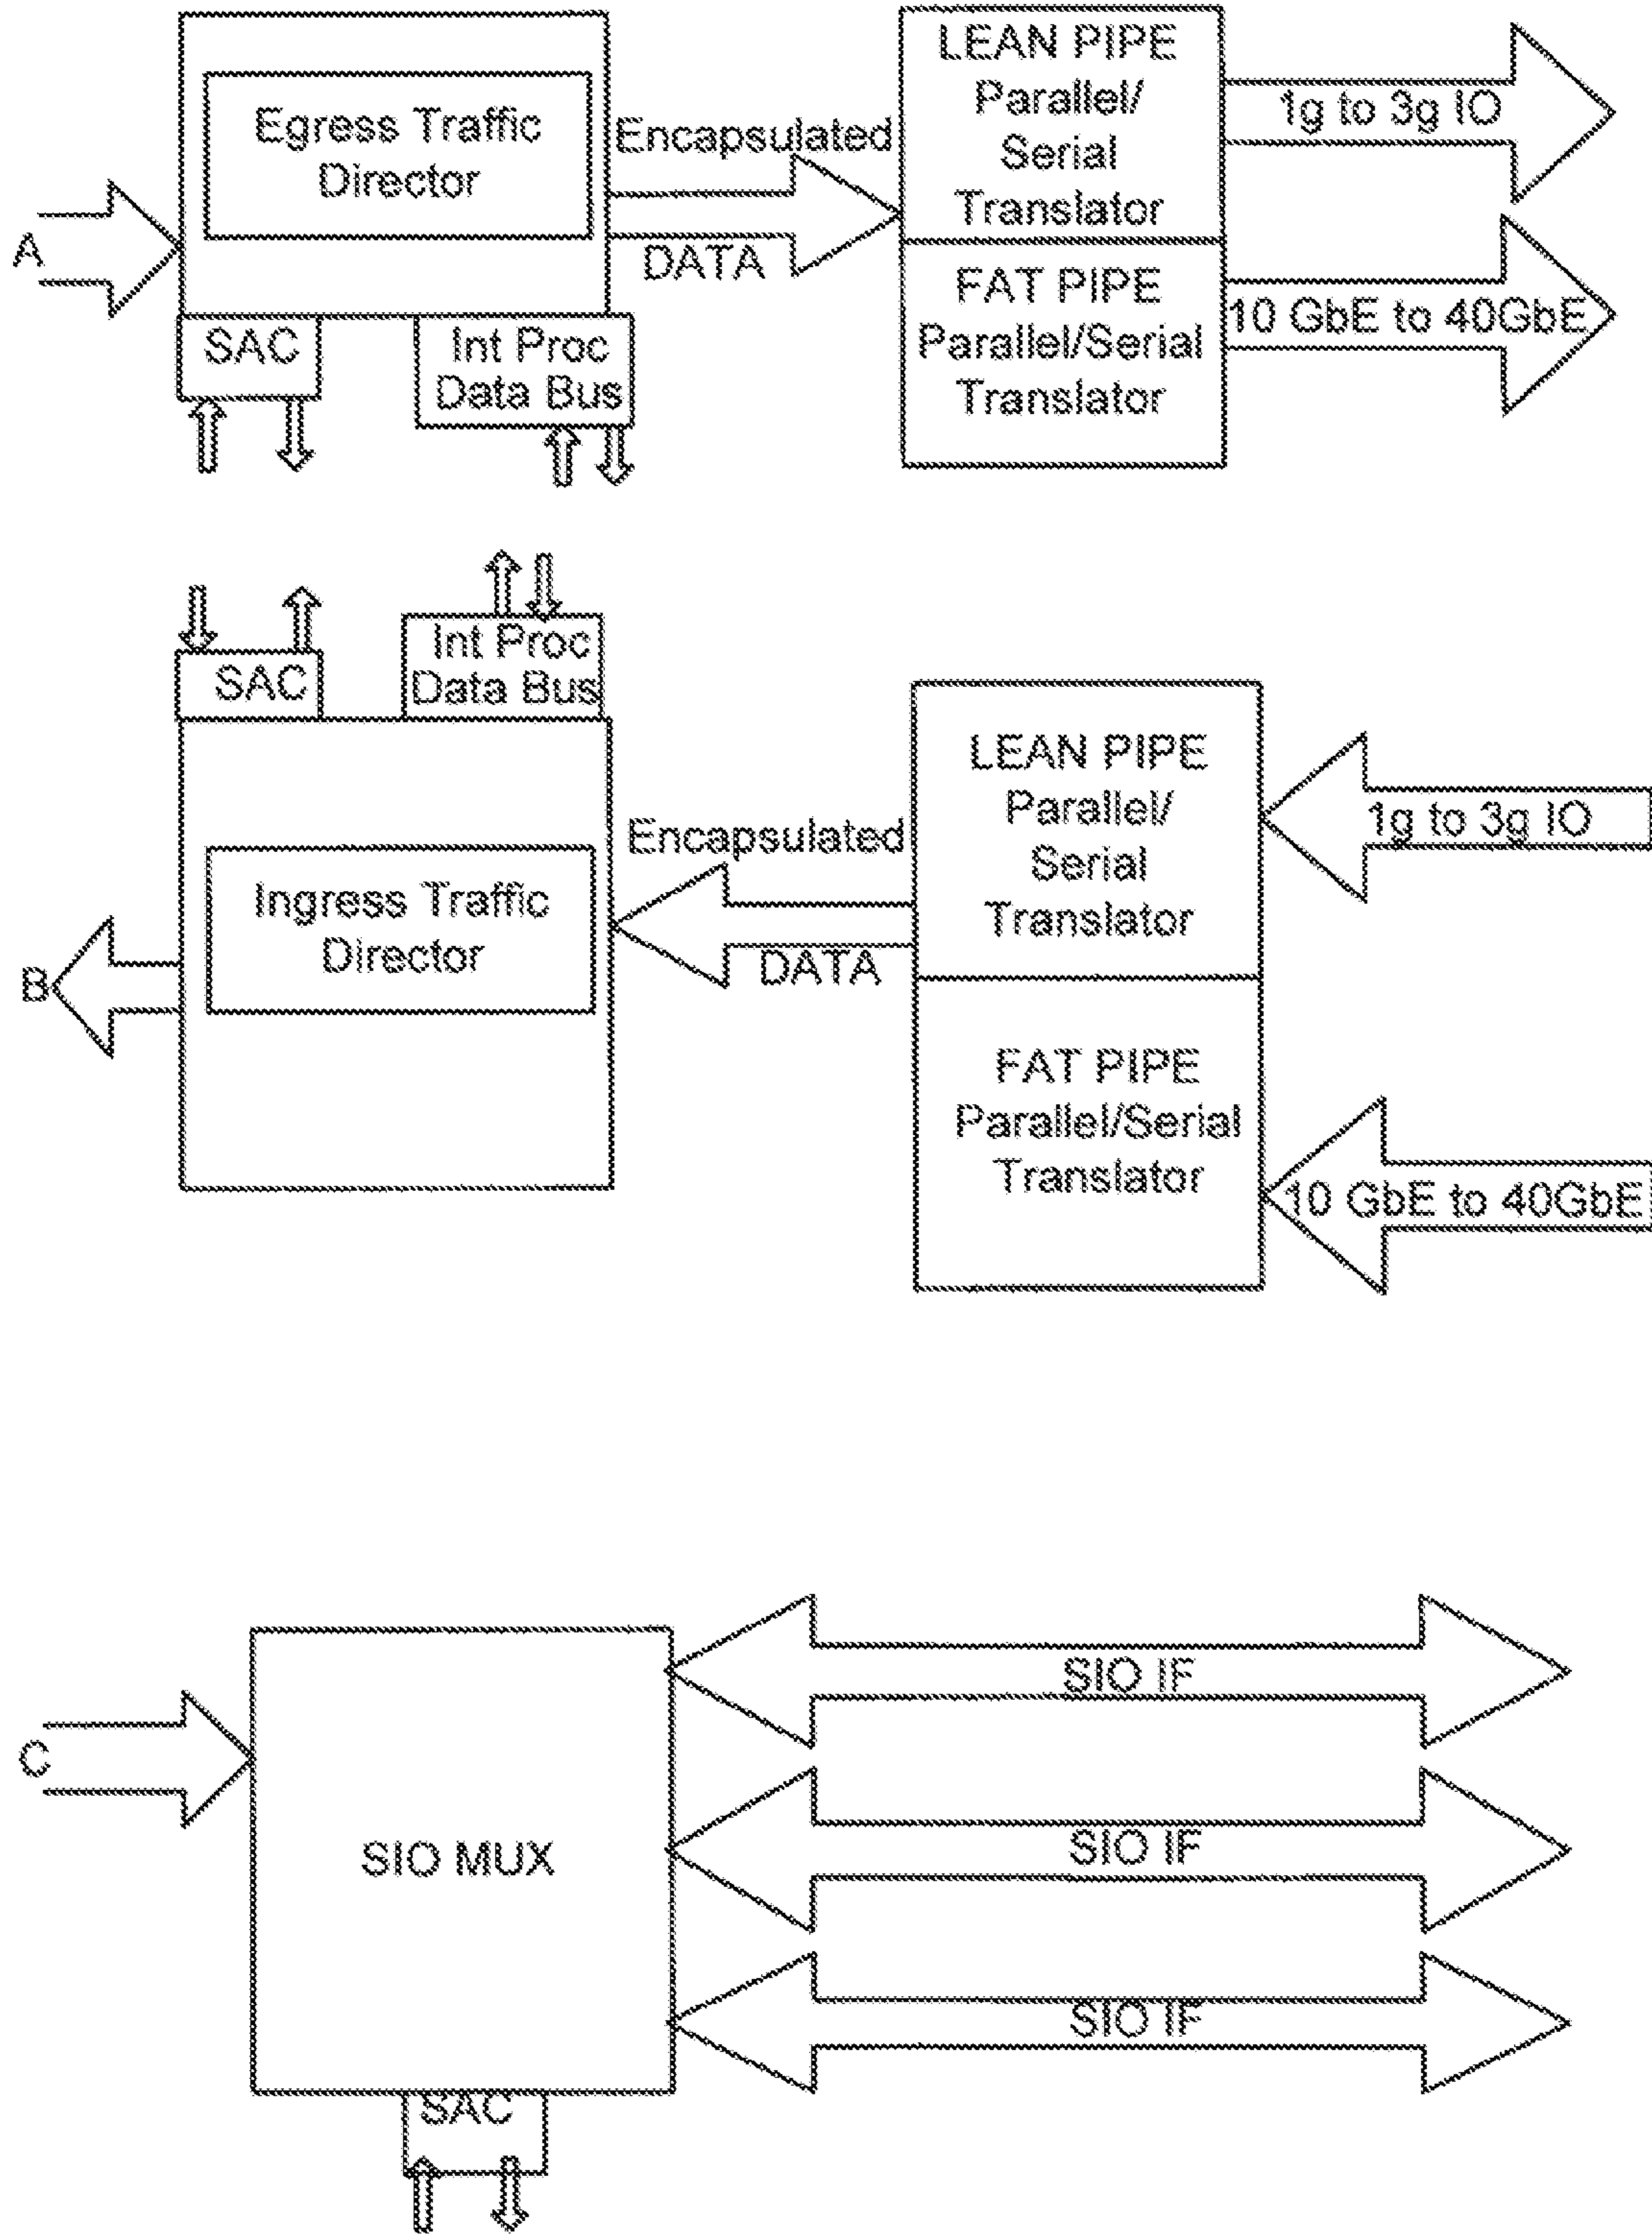 A
Egress Traffic
Director
SAC
Int Proc
Data Bus
Encapsulated
DATA
LEAN PIPE
Parallel/
Serial
Translator
FAT PIPE
Parallel/Serial
Translator
1g to 3g IO
10 GbE to 40GbE
SAC
Int Proc
Data Bus
B
Ingress Traffic
Director
Encapsulated
DATA
LEAN PIPE
Parallel/
Serial
Translator
FAT PIPE
Parallel/Serial
Translator
1g to 3g IO
10 GbE to 40GbE
C
SIO MUX
SAC
SIO IF
SIO IF
SIO IF